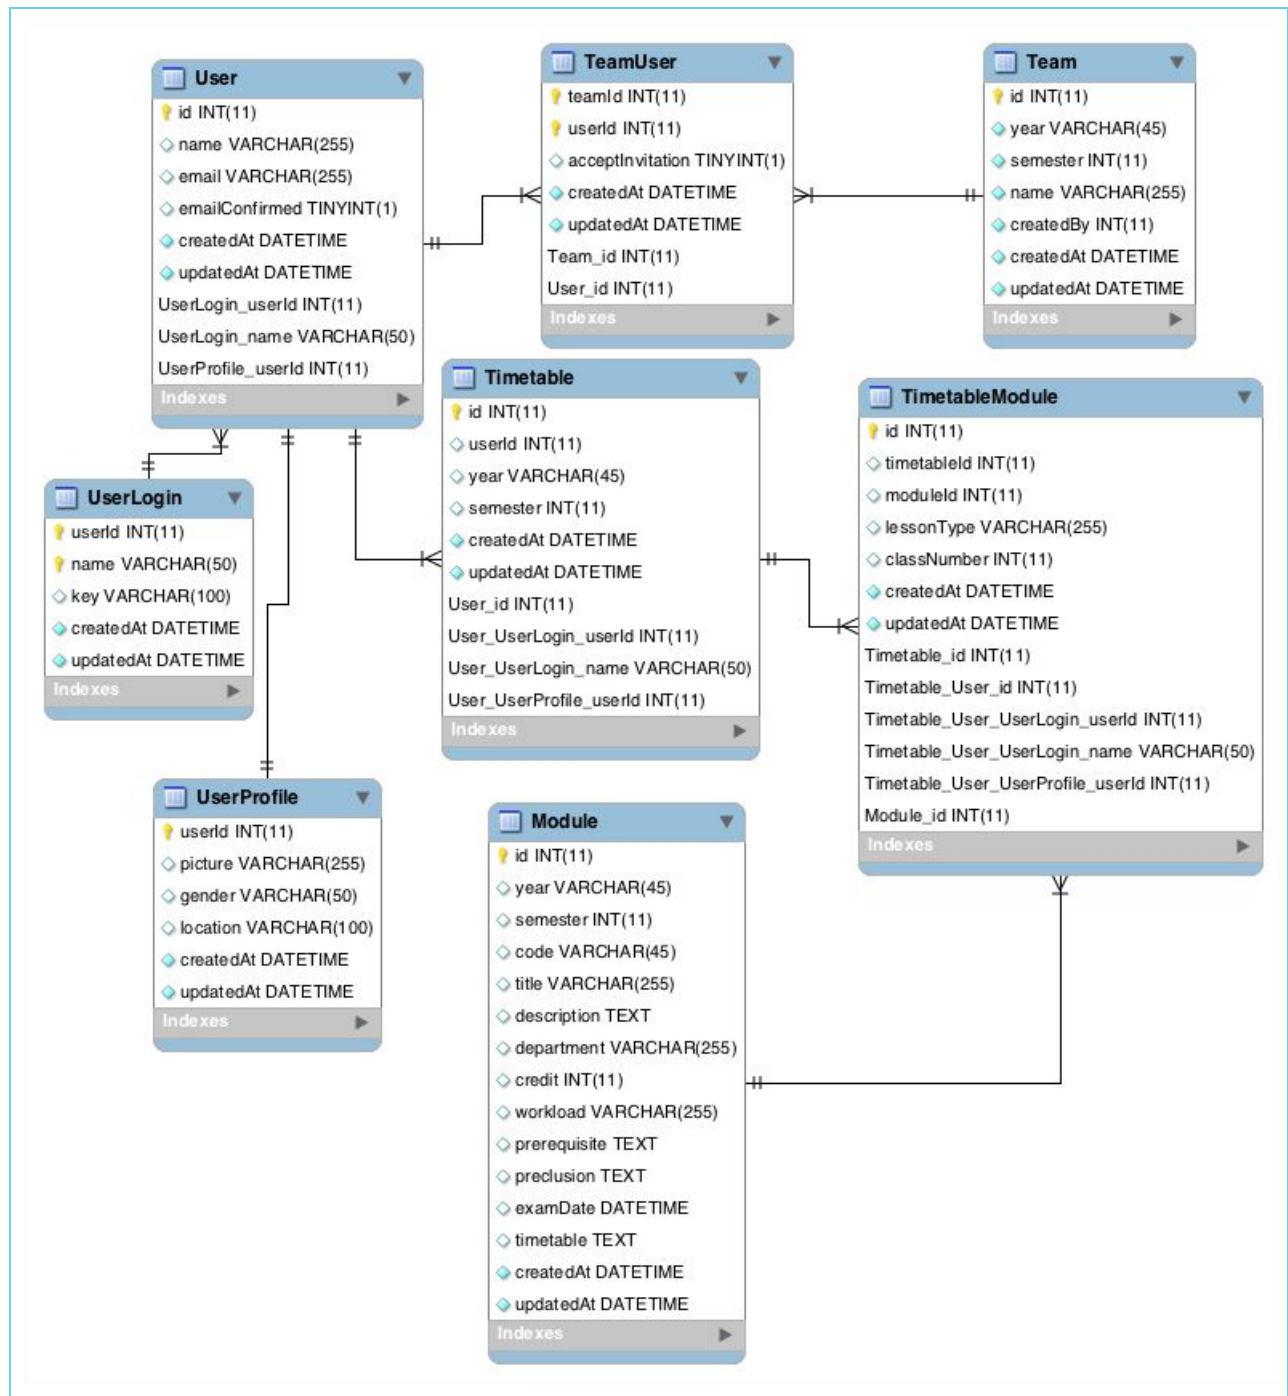 User
id INT(11)
name VARCHAR(255)
email VARCHAR(255)
emailConfirmed TINYINT(1)
createdAt DATETIME
updatedAt DATETIME
UserLogin_userId INT(11)
UserLogin_name VARCHAR(50)
UserProfile_userId INT(11)
Indexes
TeamUser
teamId INT(11)
userId INT(11)
acceptInvitation TINYINT(1)
createdAt DATETIME
updatedAt DATETIME
Team_id INT(11)
User_id INT(11)
Indexes
Team
id INT(11)
year VARCHAR(45)
semester INT(11)
name VARCHAR(255)
createdBy INT(11)
createdAt DATETIME
updatedAt DATETIME
Indexes
UserLogin
userId INT(11)
name VARCHAR(50)
key VARCHAR(100)
createdAt DATETIME
updatedAt DATETIME
Indexes
Timetable
id INT(11)
userId INT(11)
year VARCHAR(45)
semester INT(11)
createdAt DATETIME
updatedAt DATETIME
User_id INT(11)
User_UserLogin_userId INT(11)
User_UserLogin_name VARCHAR(50)
User_UserProfile_userId INT(11)
Indexes
TimetableModule
id INT(11)
timetableId INT(11)
moduleId INT(11)
lessonType VARCHAR(255)
classNumber INT(11)
createdAt DATETIME
updatedAt DATETIME
Timetable_id INT(11)
Timetable_User_id INT(11)
Timetable_User_UserLogin_userId INT(11)
Timetable_User_UserLogin_name VARCHAR(50)
Timetable_User_UserProfile_userId INT(11)
Module_id INT(11)
Indexes
UserProfile
userId INT(11)
picture VARCHAR(255)
gender VARCHAR(50)
location VARCHAR(100)
createdAt DATETIME
updatedAt DATETIME
Indexes
Module
id INT(11)
year VARCHAR(45)
semester INT(11)
code VARCHAR(45)
title VARCHAR(255)
description TEXT
department VARCHAR(255)
credit INT(11)
workload VARCHAR(255)
prerequisite TEXT
preclusion TEXT
examDate DATETIME
timetable TEXT
createdAt DATETIME
updatedAt DATETIME
Indexes